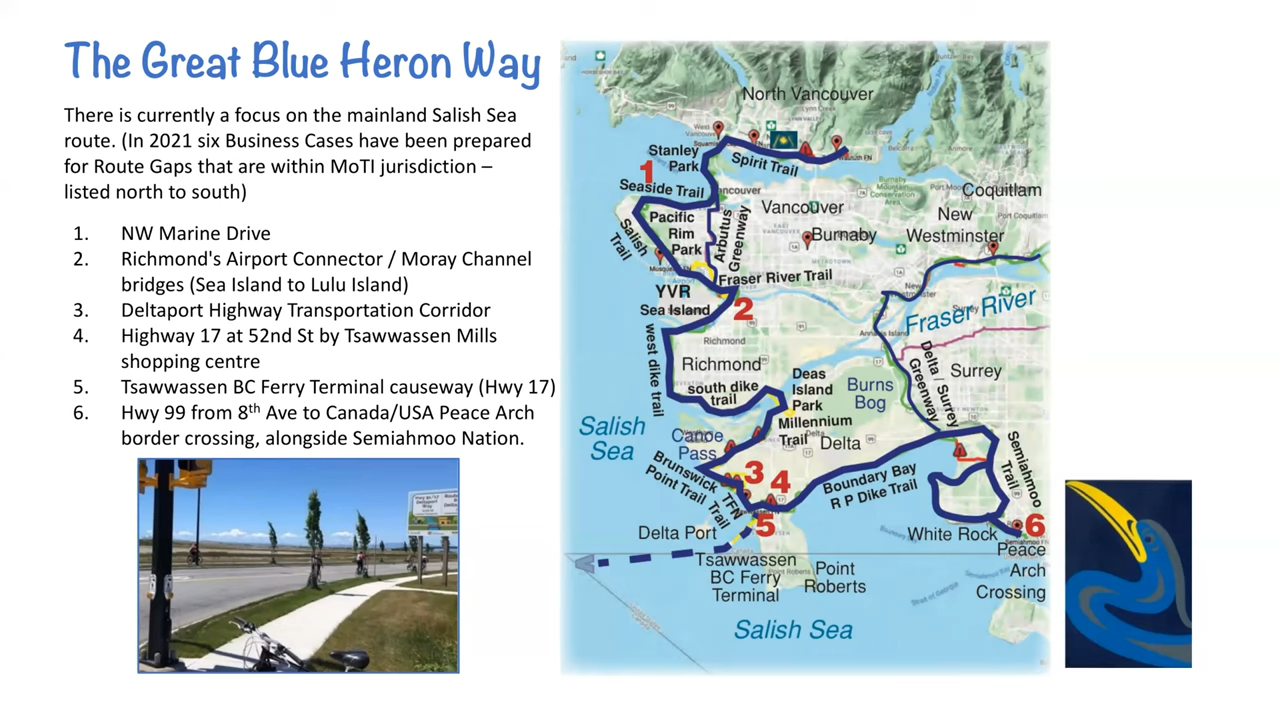 The Great Blue Heron Way
There is currently a focus on the mainland Salish Sea
route. (In 2021 six Business Cases have been prepared
for Route Gaps that are within MoTI jurisdiction –
listed north to south)
1. NW Marine Drive
2. Richmond's Airport Connector / Moray Channel
bridges (Sea Island to Lulu Island)
3. Deltaport Highway Transportation Corridor
4. Highway 17 at 52nd St by Tsawwassen Mills
shopping centre
5. Tsawwassen BC Ferry Terminal causeway (Hwy 17)
6. Hwy 99 from 8th Ave to Canada/USA Peace Arch
border crossing, alongside Semiahmoo Nation.
North Vancouver
Stanley
Park
Spirit Trail
1
Seaside Trail
Coquitlam
Pacific
Rim
Park
Salish
Trail
Arbutus
Greenway
Vancouver
Burnaby
New
Westminster
Fraser River Trail
YVR
Sea Island
2
Fraser River
Richmond
Richmond
west dike trail
south dike
trail
Deas
Island
Park
Millennium
Trail
Burns
Bog
Delta / Surrey
Greenway
Surrey
Salish
Sea
Canoe
Pass
Delta
Brunswick
Point Trail
TFN
Trail
3
4
5
Boundary Bay
R P Dike Trail
Semiahmoo
Trail
6
White Rock
Peace
Arch
Crossing
Delta Port
Tsawwassen
BC Ferry
Terminal
Point
Roberts
Point Roberts
Strait of Georgia
Salish Sea